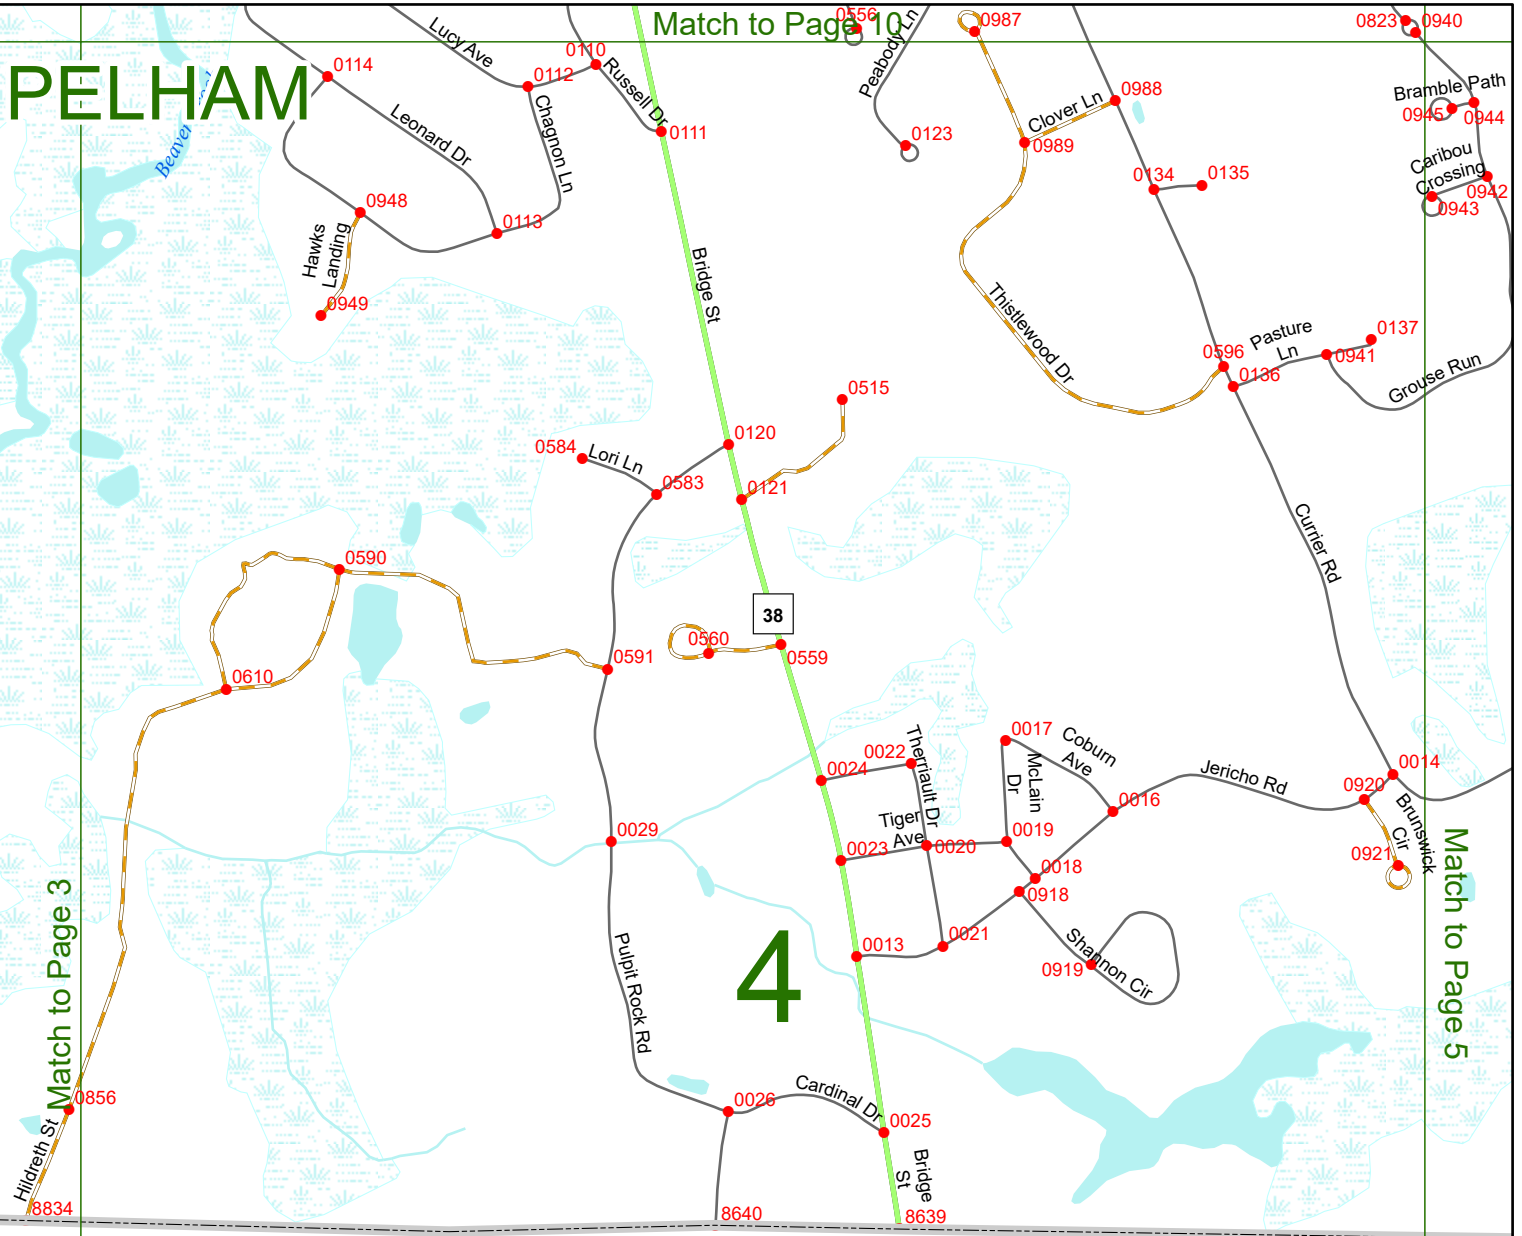 Match to Page 10
0556
0987
0823
0940
Lucy Ave
0110
Peabody Ln
PELHAM
0114
0112
Russell Dr
0988
Bramble Path
0945
0944
Clover Ln
Leonard Dr
Chagnon Ln
0111
0123
0989
Beaver
Caribou
Crossing
0134
0135
0942
0943
0948
0113
Hawks
Landing
Bridge St
0949
Thistlewood Dr
Pasture
Ln
0137
0596
0941
0136
Grouse Run
0515
0120
0584
Lori Ln
0583
0121
Currier Rd
0590
38
0560
0559
0591
0610
0017
Coburn
Ave
0022
Therriault Dr
0024
McLain
Dr
Jericho Rd
0014
0920
0016
Brunswick
Cir
Tiger
Ave
0029
0023
0020
0019
0921
0018
0918
Match to Page 3
Match to Page 5
Pulpit Rock Rd
4
0013
0021
Shannon Cir
0919
0856
0026
Cardinal Dr
0025
Hildreth St
Bridge
St
8834
8640
8639